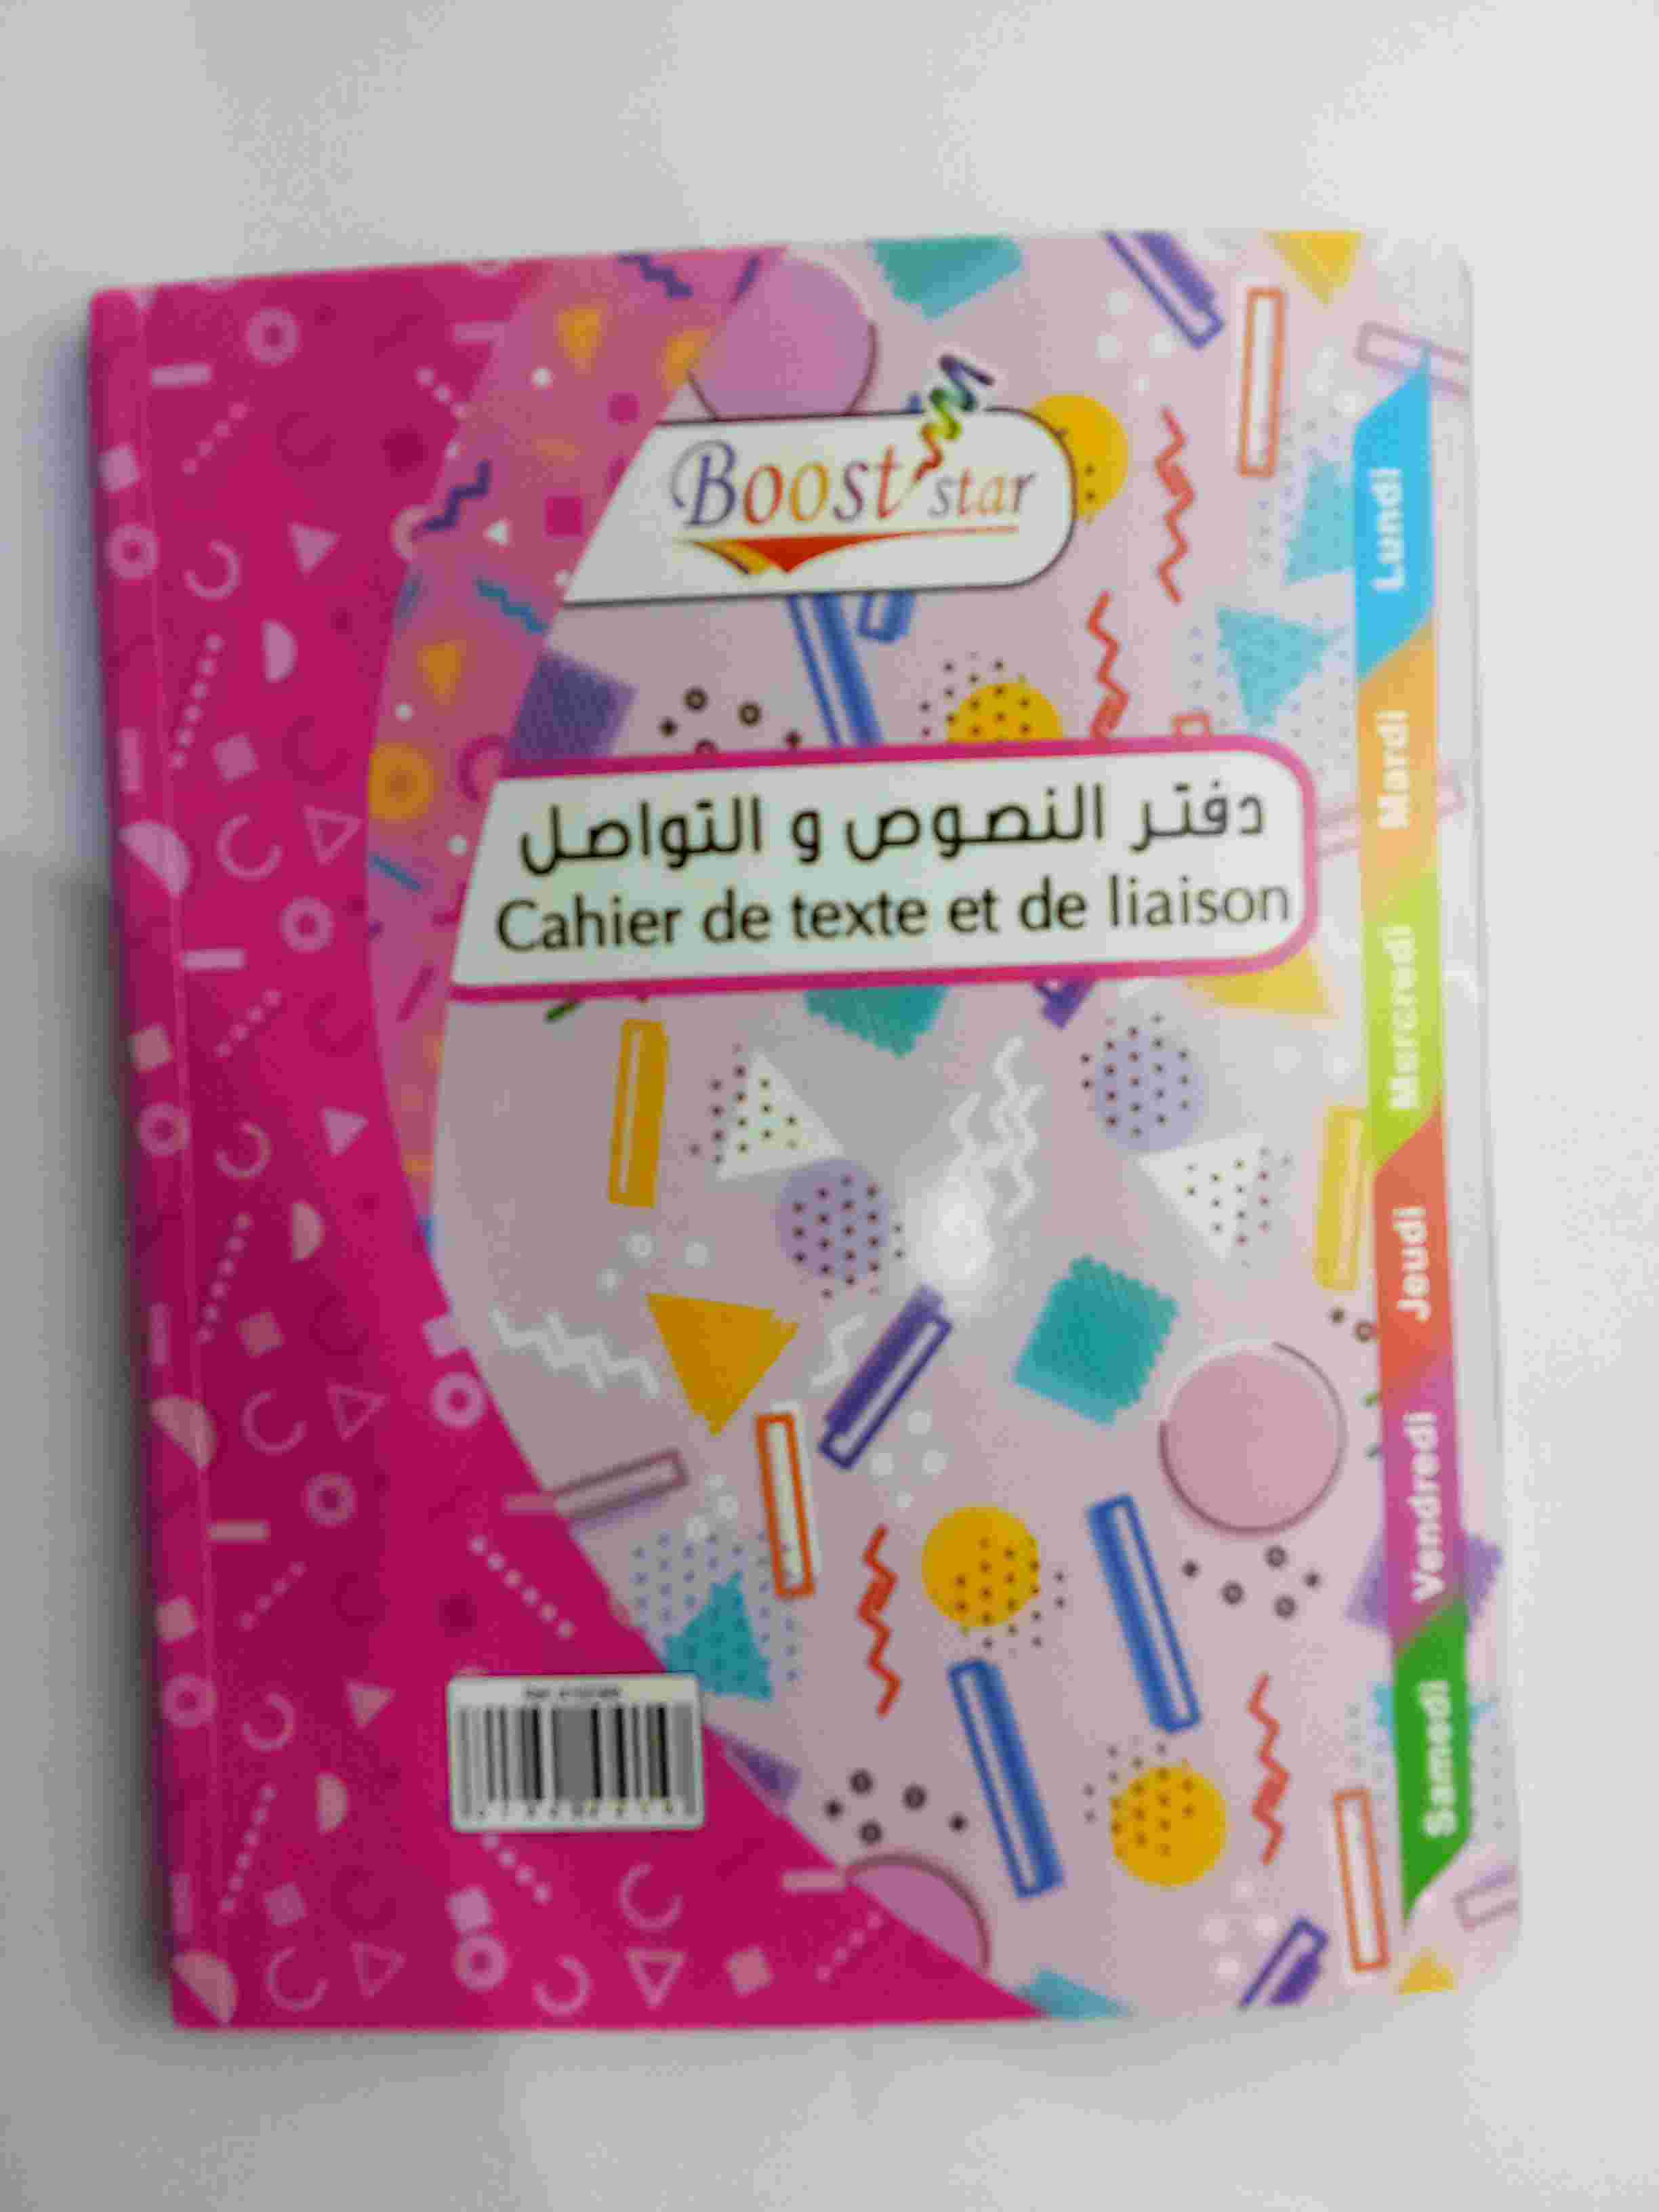 Boost star
دفتر النصوص و التواصل
Cahier de texte et de liaison
Lundi
Mardi
Mercredi
Jeudi
Vendredi
Samedi